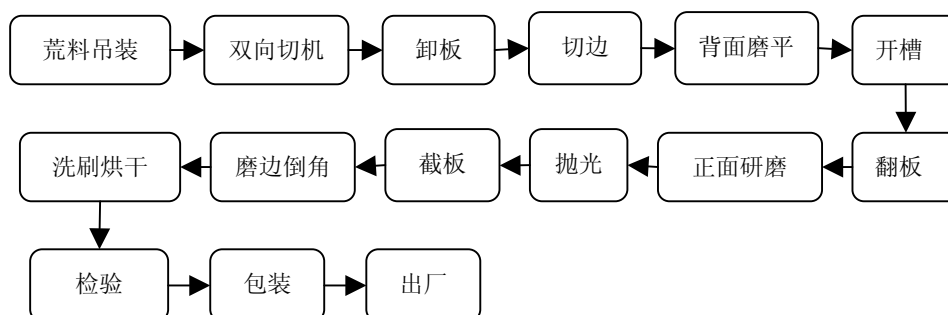 荒料吊装 双向切机 卸板 切边 背面磨平 开槽
洗刷烘干 磨边倒角 截板 抛光 正面研磨 翻板
检验 包装 出厂